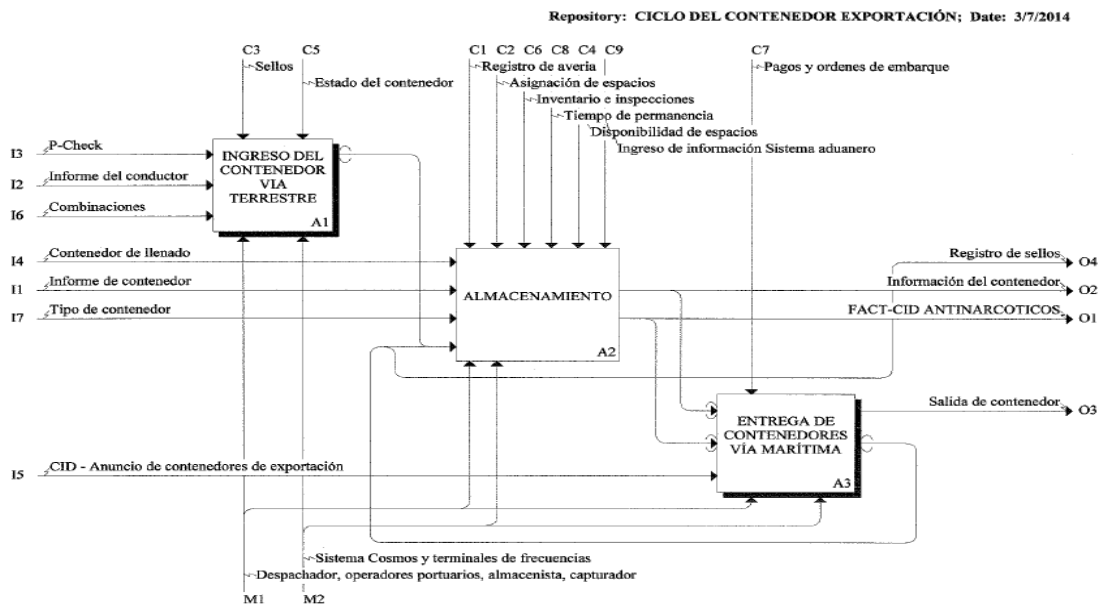 Repository: CICLO DEL CONTENEDOR EXPORTACIÓN; Date: 3/7/2014
C3 C5 C1 C2 C6 C8 C4 C9 C7
Sellos
Registro de averia
Pagos y ordenes de embarque
Estado del contenedor
Asignación de espacios
Inventario e inspecciones
Tiempo de permanencia
Disponibilidad de espacios
Ingreso de información Sistema aduanero
I3 P-Check
I2 Informe del conductor
I6 Combinaciones
INGRESO DEL
CONTENEDOR
VIA
TERRESTRE
A1
I4 Contenedor de llenado
I1 Informe de contenedor
I7 Tipo de contenedor
ALMACENAMIENTO
A2
Registro de sellos O4
Información del contenedor O2
FACT-CID ANTINARCOTICOS O1
Salida de contenedor O3
ENTREGA DE
CONTENEDORES
VÍA MARÍTIMA
A3
I5 CID - Anuncio de contenedores de exportación
Sistema Cosmos y terminales de frecuencias
Despachador, operadores portuarios, almacenista, capturador
M1 M2